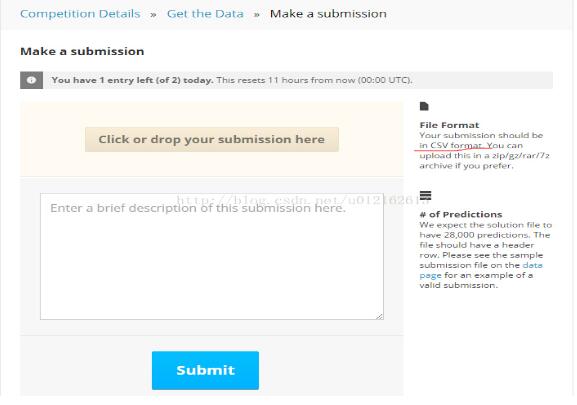 Competition Details » Get the Data » Make a submission
Make a submission
You have 1 entry left (of 2) today. This resets 11 hours from now (00:00 UTC).
Click or drop your submission here
Enter a brief description of this submission here.
Submit
File Format
Your submission should be
in CSV format. You can
upload this in a zip/gz/rar/7z
archive if you prefer.
# of Predictions
We expect the solution file to
have 28,000 predictions. The
file should have a header
row. Please see the sample
submission file on the data
page for an example of a
valid submission.